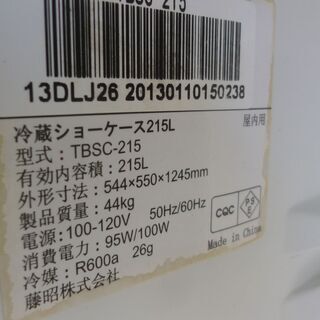 215
13DLJ26 20130110150238
冷蔵ショーケース215L
屋内用
型式：TBSC-215
有効内容積：215L
外形寸法：544×550×1245mm
製品質量：44kg
電源:100-120V 50Hz/60Hz
消費電力：95W/100W
冷媒：R600a 26g
藤昭株式会社
CQC
PSE
Made in China